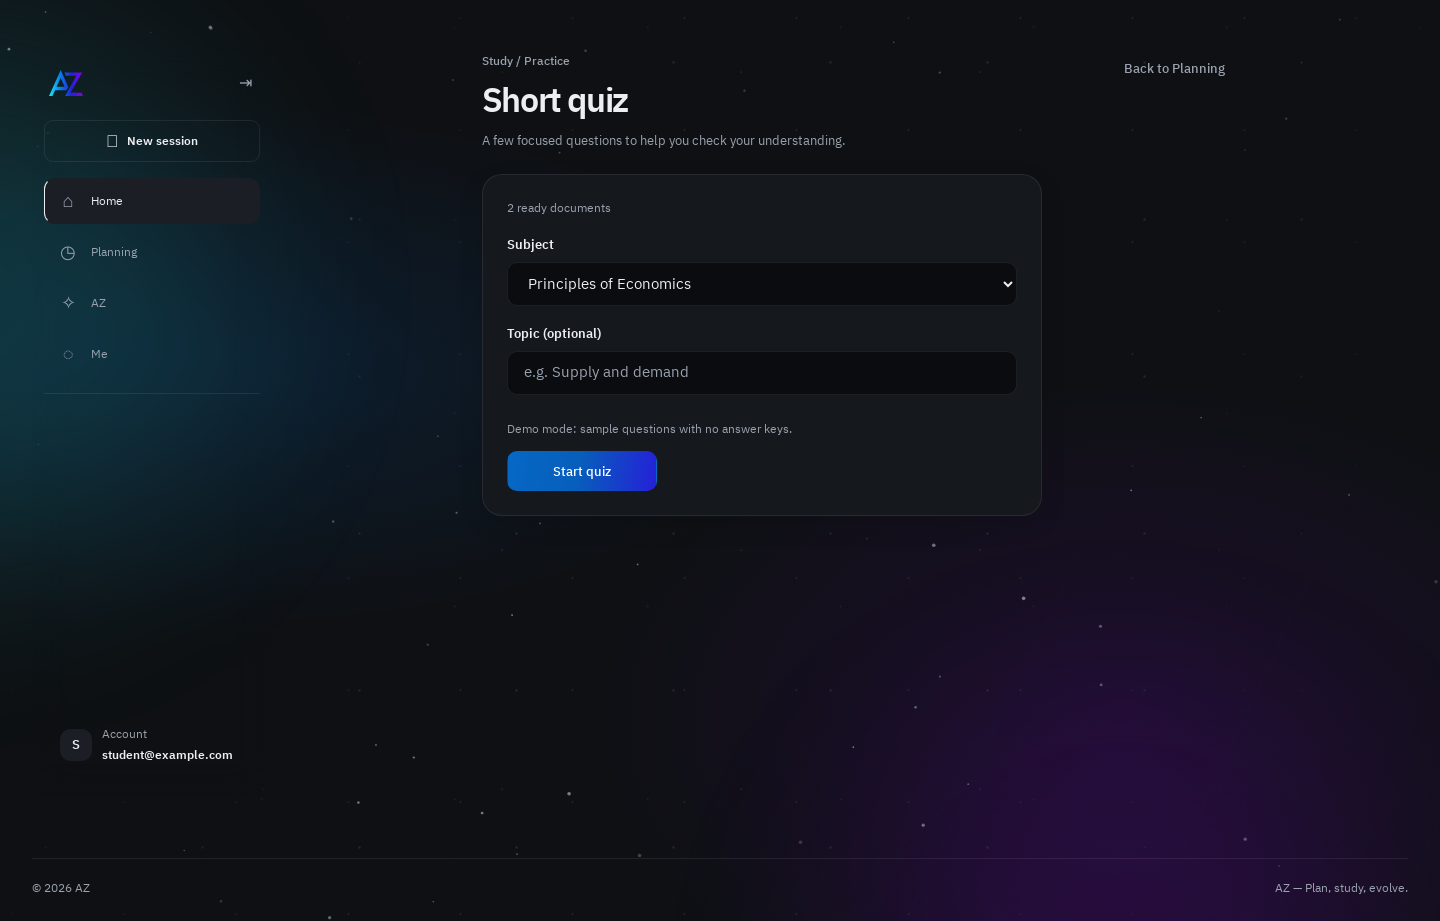 AZ
New session
Home
Planning
AZ
Me
Account
S
student@example.com
Study / Practice
Short quiz
A few focused questions to help you check your understanding.
Back to Planning
2 ready documents
Subject
Principles of Economics
Topic (optional)
e.g. Supply and demand
Demo mode: sample questions with no answer keys.
Start quiz
© 2026 AZ
AZ — Plan, study, evolve.